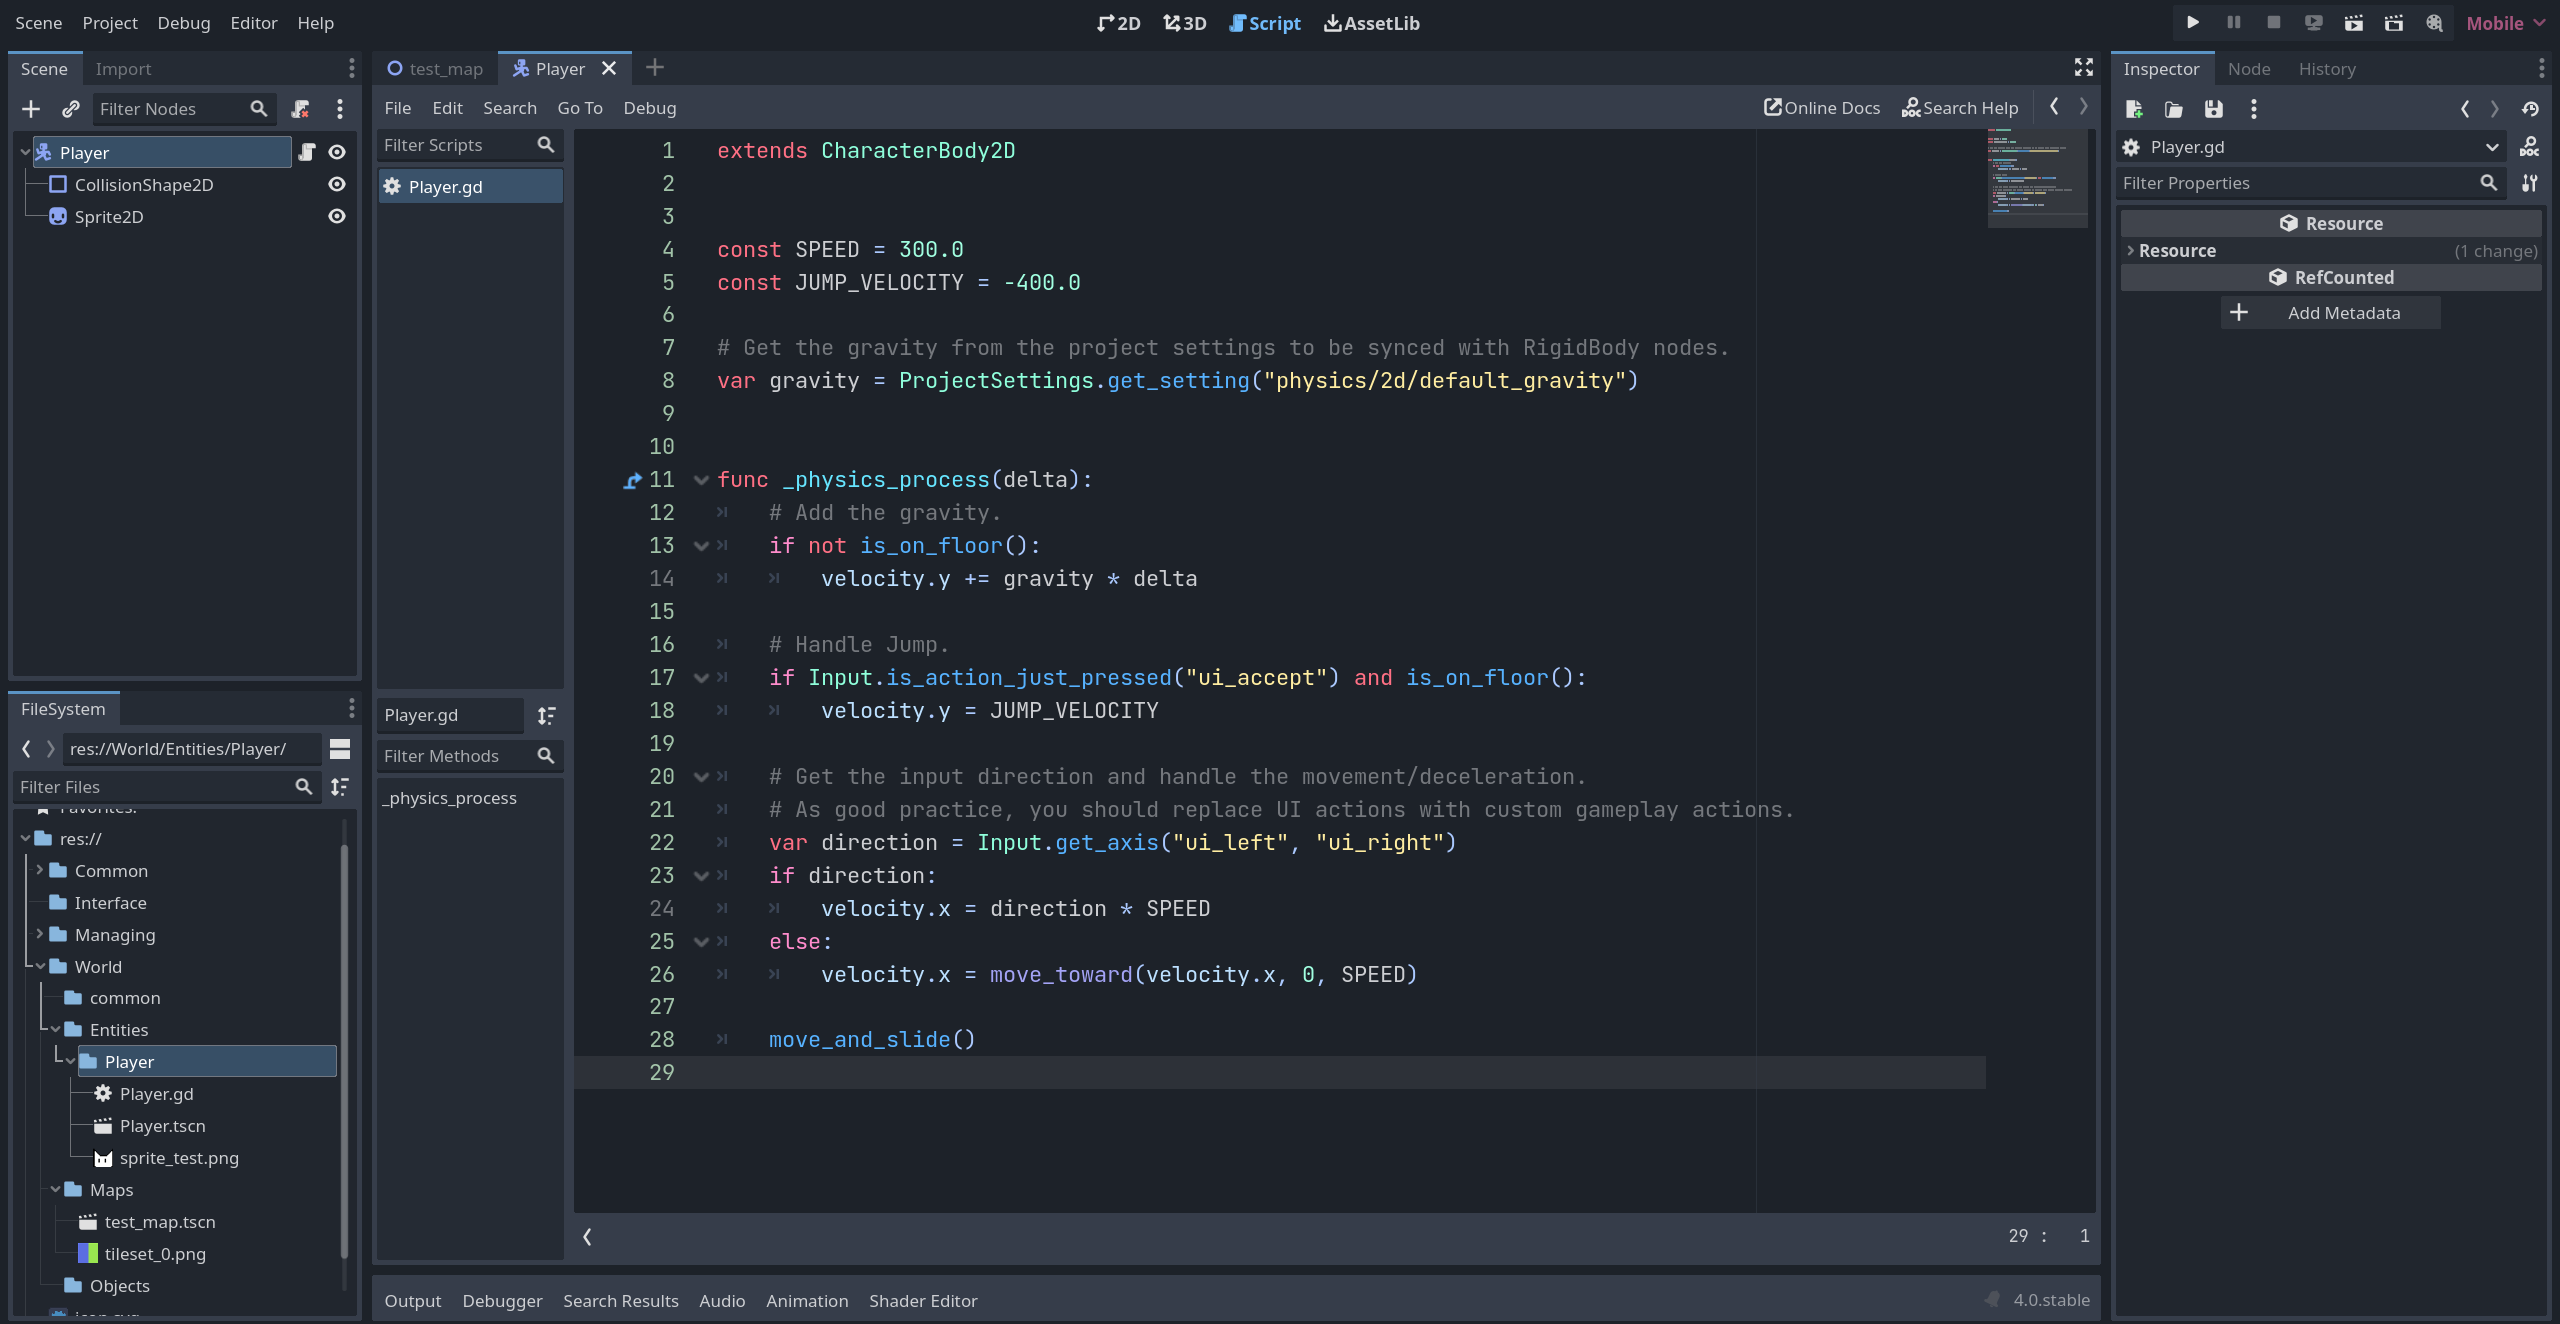 Scene Project Debug Editor Help
2D 3D Script AssetLib
Mobile
Scene Import
Filter Nodes
Player
CollisionShape2D
Sprite2D
FileSystem
res://World/Entities/Player/
Filter Files
Favorites:
res://
Common
Interface
Managing
World
common
Entities
Player
Player.gd
Player.tscn
sprite_test.png
Maps
test_map.tscn
tileset_0.png
Objects
test_map Player
File Edit Search Go To Debug
Online Docs Search Help
Filter Scripts
Player.gd
Player.gd
Filter Methods
_physics_process
1 extends CharacterBody2D
2
3
4 const SPEED = 300.0
5 const JUMP_VELOCITY = -400.0
6
7 # Get the gravity from the project settings to be synced with RigidBody nodes.
8 var gravity = ProjectSettings.get_setting("physics/2d/default_gravity")
9
10
11 func _physics_process(delta):
12 # Add the gravity.
13 if not is_on_floor():
14 velocity.y += gravity * delta
15
16 # Handle Jump.
17 if Input.is_action_just_pressed("ui_accept") and is_on_floor():
18 velocity.y = JUMP_VELOCITY
19
20 # Get the input direction and handle the movement/deceleration.
21 # As good practice, you should replace UI actions with custom gameplay actions.
22 var direction = Input.get_axis("ui_left", "ui_right")
23 if direction:
24 velocity.x = direction * SPEED
25 else:
26 velocity.x = move_toward(velocity.x, 0, SPEED)
27
28 move_and_slide()
29
29 : 1
Output Debugger Search Results Audio Animation Shader Editor
4.0.stable
Inspector Node History
Player.gd
DOC
Filter Properties
Resource
Resource (1 change)
RefCounted
Add Metadata